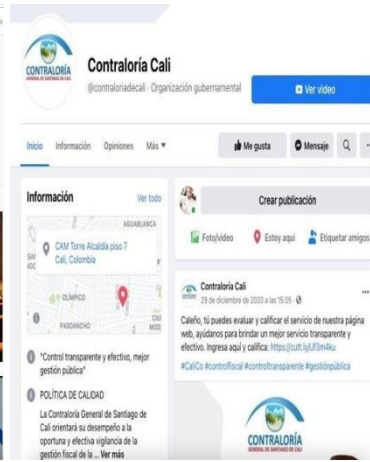 CONTRALORÍA
GENERAL DE SANTIAGO DE CALI
Contraloría Cali
@contraloriadecali · Organización gubernamental
Ver video
Inicio Información Opiniones Más
Me gusta
Mensaje
Información
Ver todo
AGUABLANCA
CAM Torre Alcaldía piso 7
Cali, Colombia
OLÍMPICO
PASOANCHO
"Control transparente y efectivo, mejor
gestión pública"
POLÍTICA DE CALIDAD
La Contraloría General de Santiago de
Cali orientará su desempeño a la
oportuna y efectiva vigilancia de la
gestión fiscal de la ... Ver más
Crear publicación
Foto/video
Estoy aquí
Etiquetar amigos
Contraloría Cali
29 de diciembre de 2020 a las 15:05 ·
Caleño, tú puedes evaluar y calificar el servicio de nuestra página
web, ayúdanos para brindar un mejor servicio transparente y
efectivo. Ingresa aquí y califica: https://cutt.ly/Uf3m4ku
#CaliCo #controlfiscal #controltransparente #gestiónpública
CONTRALORÍA
GENERAL DE SANTIAGO DE CALI